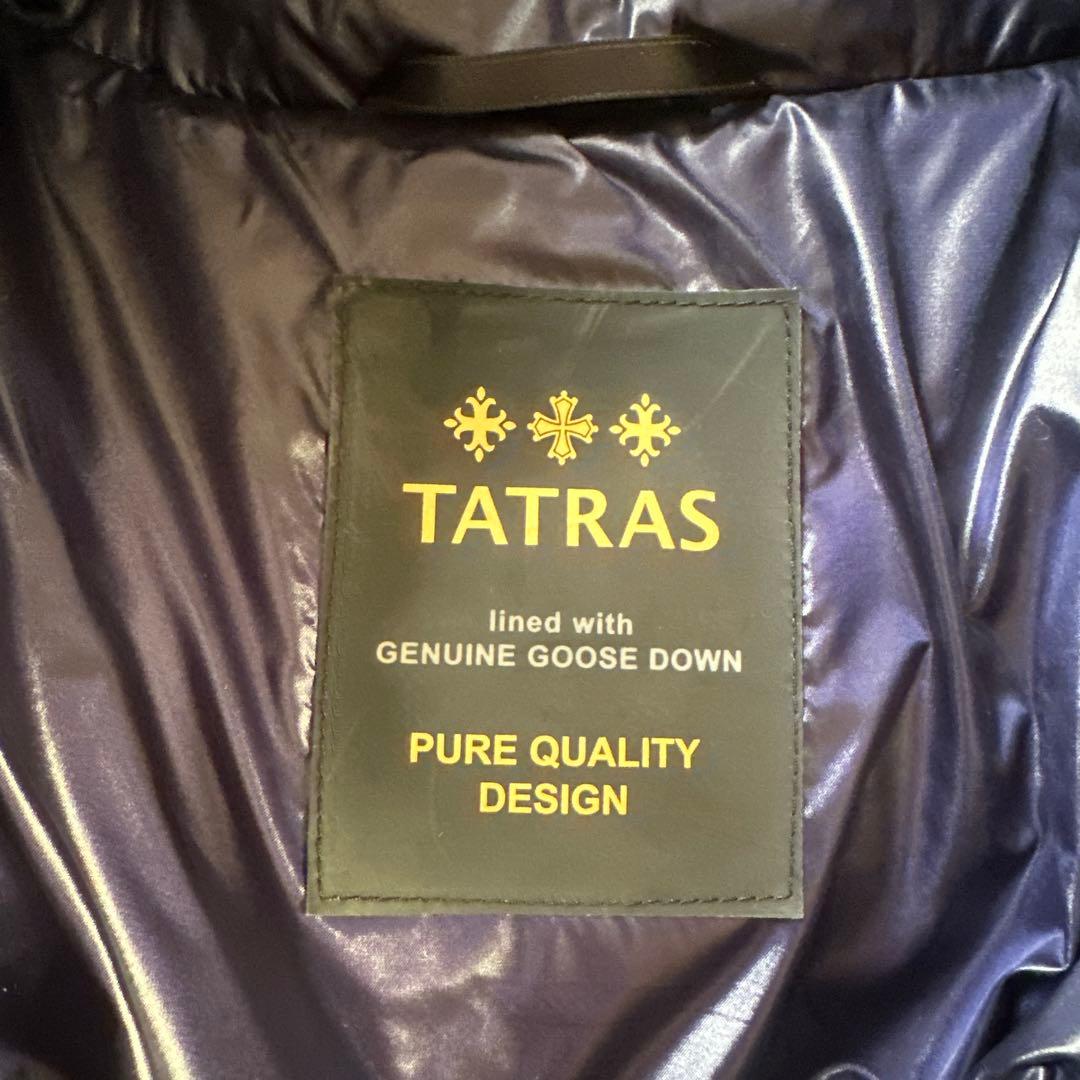 TATRAS
lined with
GENUINE GOOSE DOWN
PURE QUALITY
DESIGN